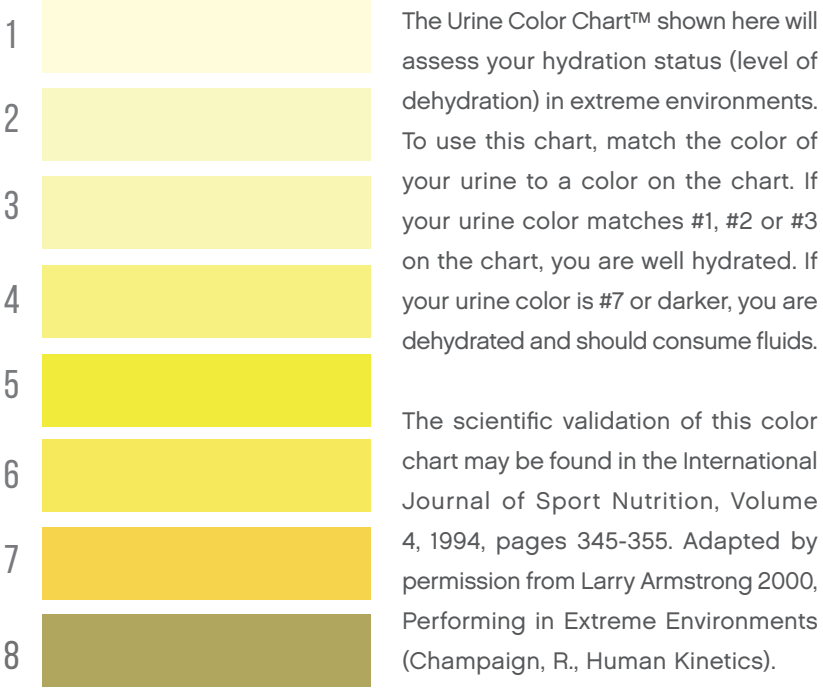 1
2
3
4
5
6
7
8
The Urine Color Chart™ shown here will
assess your hydration status (level of
dehydration) in extreme environments.
To use this chart, match the color of
your urine to a color on the chart. If
your urine color matches #1, #2 or #3
on the chart, you are well hydrated. If
your urine color is #7 or darker, you are
dehydrated and should consume fluids.
The scientific validation of this color
chart may be found in the International
Journal of Sport Nutrition, Volume
4, 1994, pages 345-355. Adapted by
permission from Larry Armstrong 2000,
Performing in Extreme Environments
(Champaign, R., Human Kinetics).